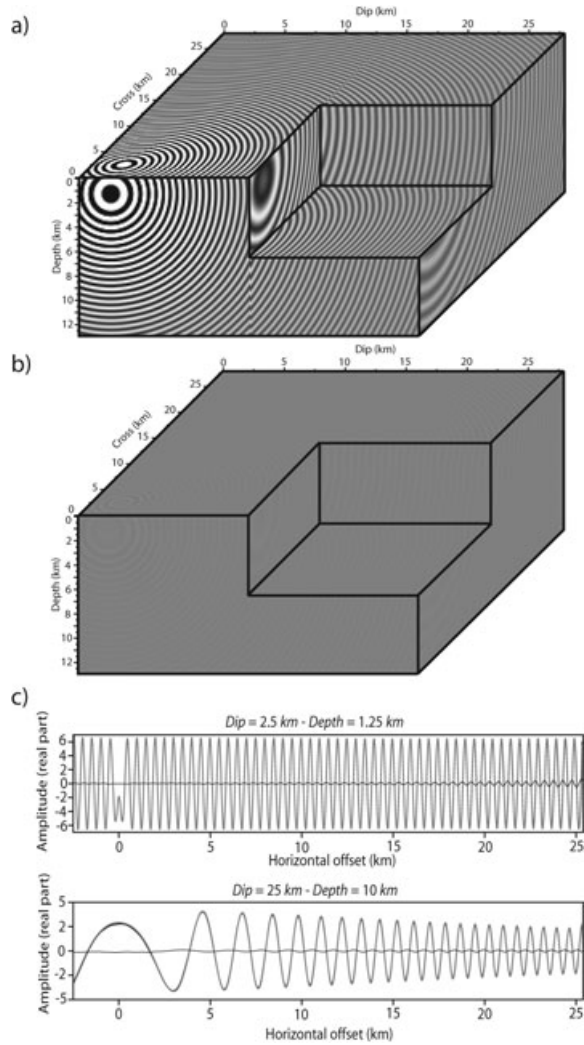 Dip (km)
a)
0 5 10 15 20 25
25
20
15
10
5
0
Cross (km)
0
2
4
6
8
10
12
Depth (km)
Dip (km)
b)
0 5 10 15 20 25
25
20
15
10
5
0
Cross (km)
0
2
4
6
8
10
12
Depth (km)
c)
Dip = 2.5 km - Depth = 1.25 km
Amplitude (real part)
6
4
2
0
-2
-4
-6
0 5 10 15 20 25
Horizontal offset (km)
Dip = 25 km - Depth = 10 km
Amplitude (real part)
5
2
0
-2
-5
0 5 10 15 20 25
Horizontal offset (km)